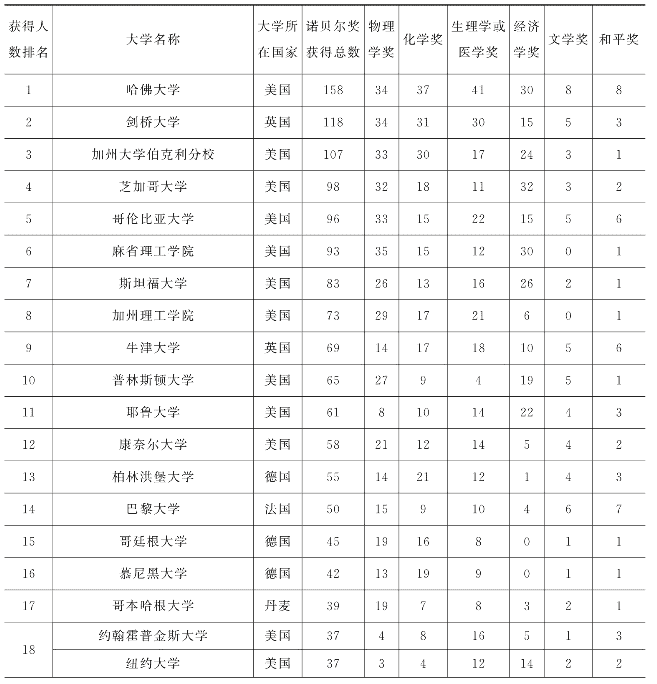 获得人数排名 大学名称 大学所在国家 诺贝尔奖获得总数 物理学奖 化学奖 生理学或医学奖 经济学奖 文学奖 和平奖
1 哈佛大学 美国 158 34 37 41 30 8 8
2 剑桥大学 英国 118 34 31 30 15 5 3
3 加州大学伯克利分校 美国 107 33 30 17 24 3 1
4 芝加哥大学 美国 98 32 18 11 32 3 2
5 哥伦比亚大学 美国 96 33 15 22 15 5 6
6 麻省理工学院 美国 93 35 15 12 30 0 1
7 斯坦福大学 美国 83 26 13 16 26 2 1
8 加州理工学院 美国 73 29 17 21 6 0 1
9 牛津大学 英国 69 14 17 18 10 5 6
10 普林斯顿大学 美国 65 27 9 4 19 5 1
11 耶鲁大学 美国 61 8 10 14 22 4 3
12 康奈尔大学 美国 58 21 12 14 5 4 2
13 柏林洪堡大学 德国 55 14 21 12 1 4 3
14 巴黎大学 法国 50 15 9 10 4 6 7
15 哥廷根大学 德国 45 19 16 8 0 1 1
16 慕尼黑大学 德国 42 13 19 9 0 1 1
17 哥本哈根大学 丹麦 39 19 7 8 3 2 1
18 约翰霍普金斯大学 美国 37 4 8 16 5 1 3
纽约大学 美国 37 3 4 12 14 2 2